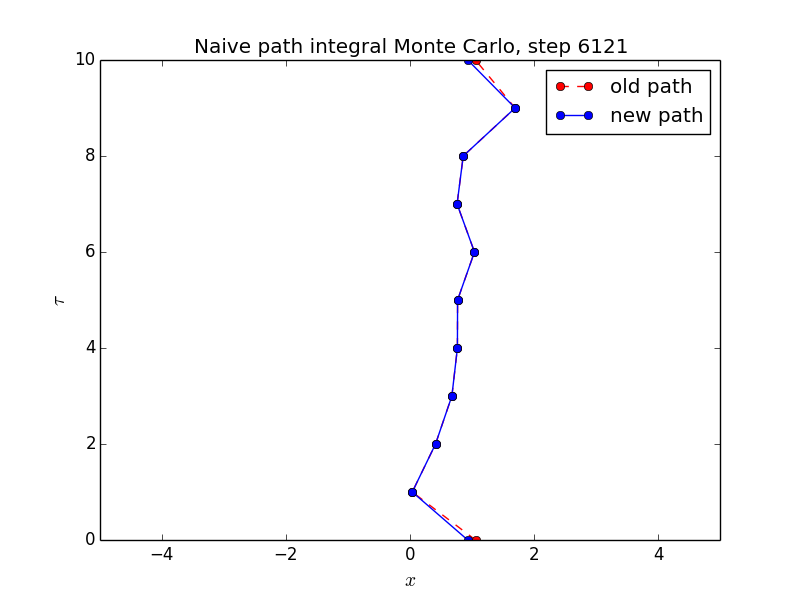 Naive path integral Monte Carlo, step 6121
old path
new path
10
8
6
4
2
0
τ
−4 −2 0 2 4
x